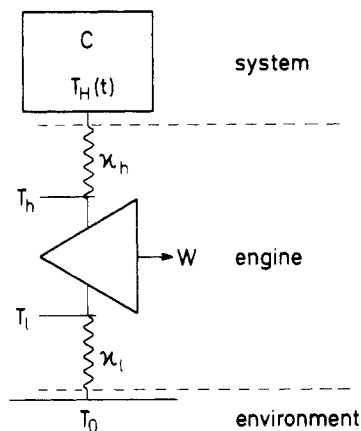 C
T_H(t)
system
ϰ_h
T_h
W
engine
T_l
ϰ_l
T_0
environment